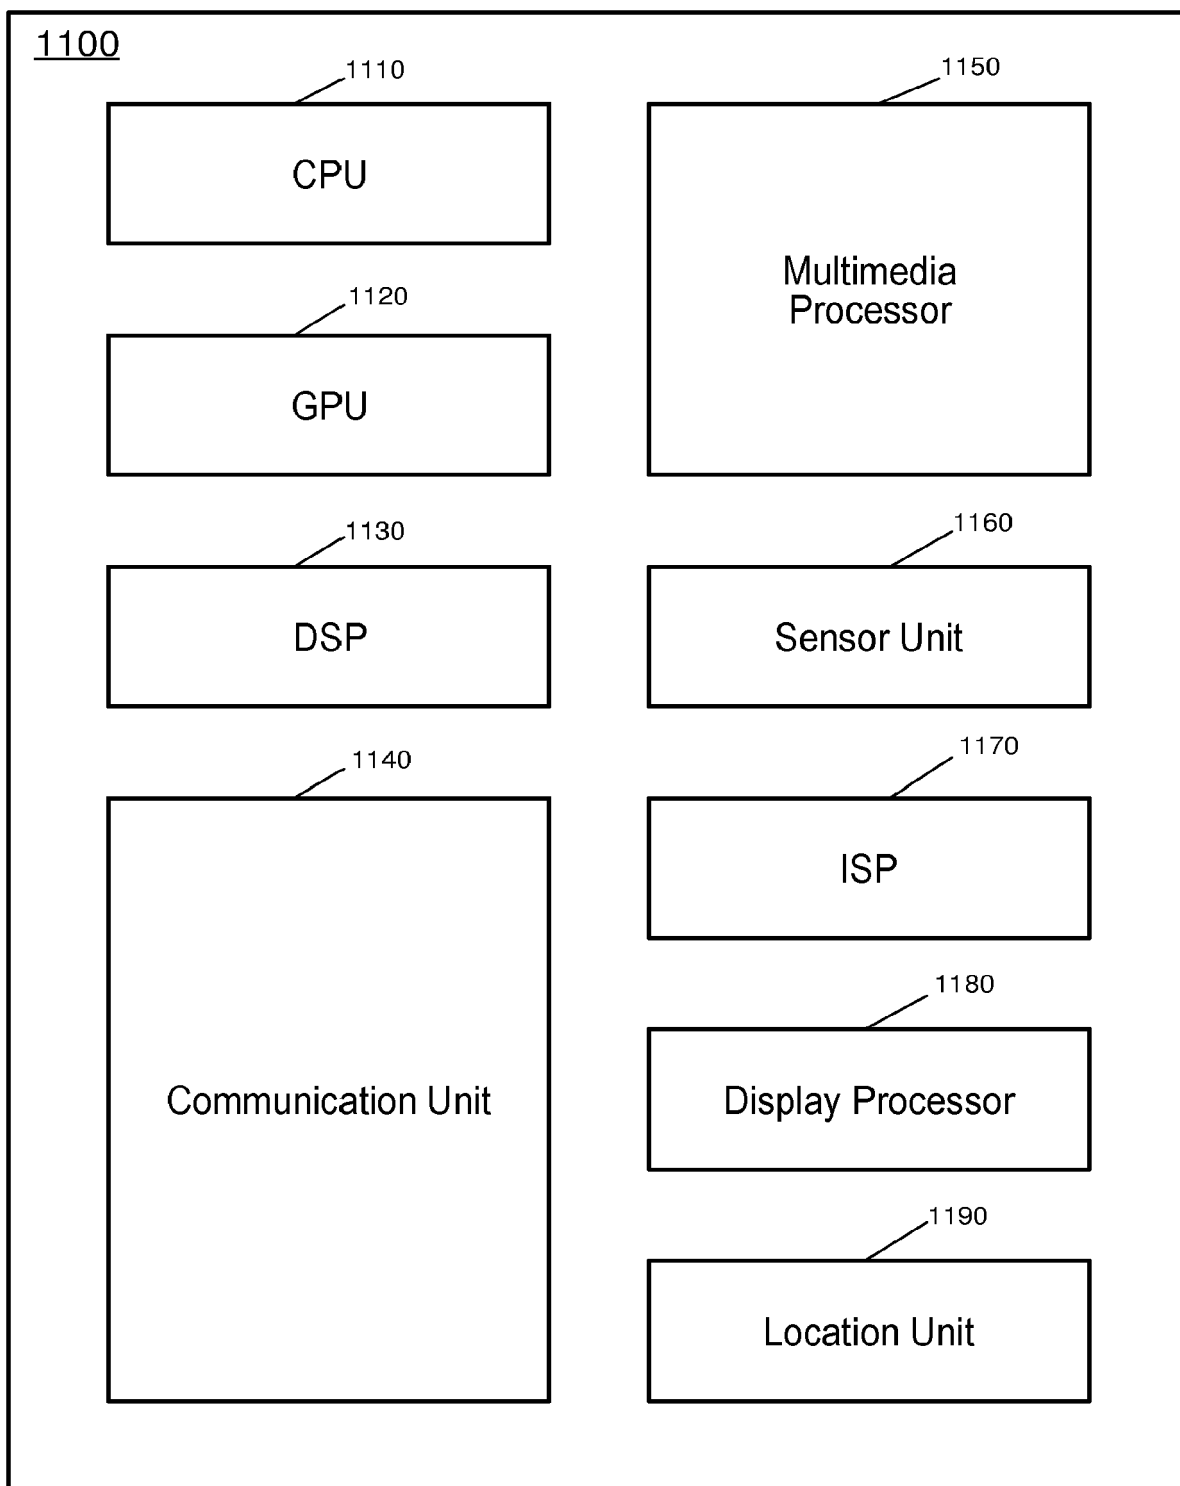 1100
1110
CPU
1120
GPU
1130
DSP
1140
Communication Unit
1150
Multimedia
Processor
1160
Sensor Unit
1170
ISP
1180
Display Processor
1190
Location Unit